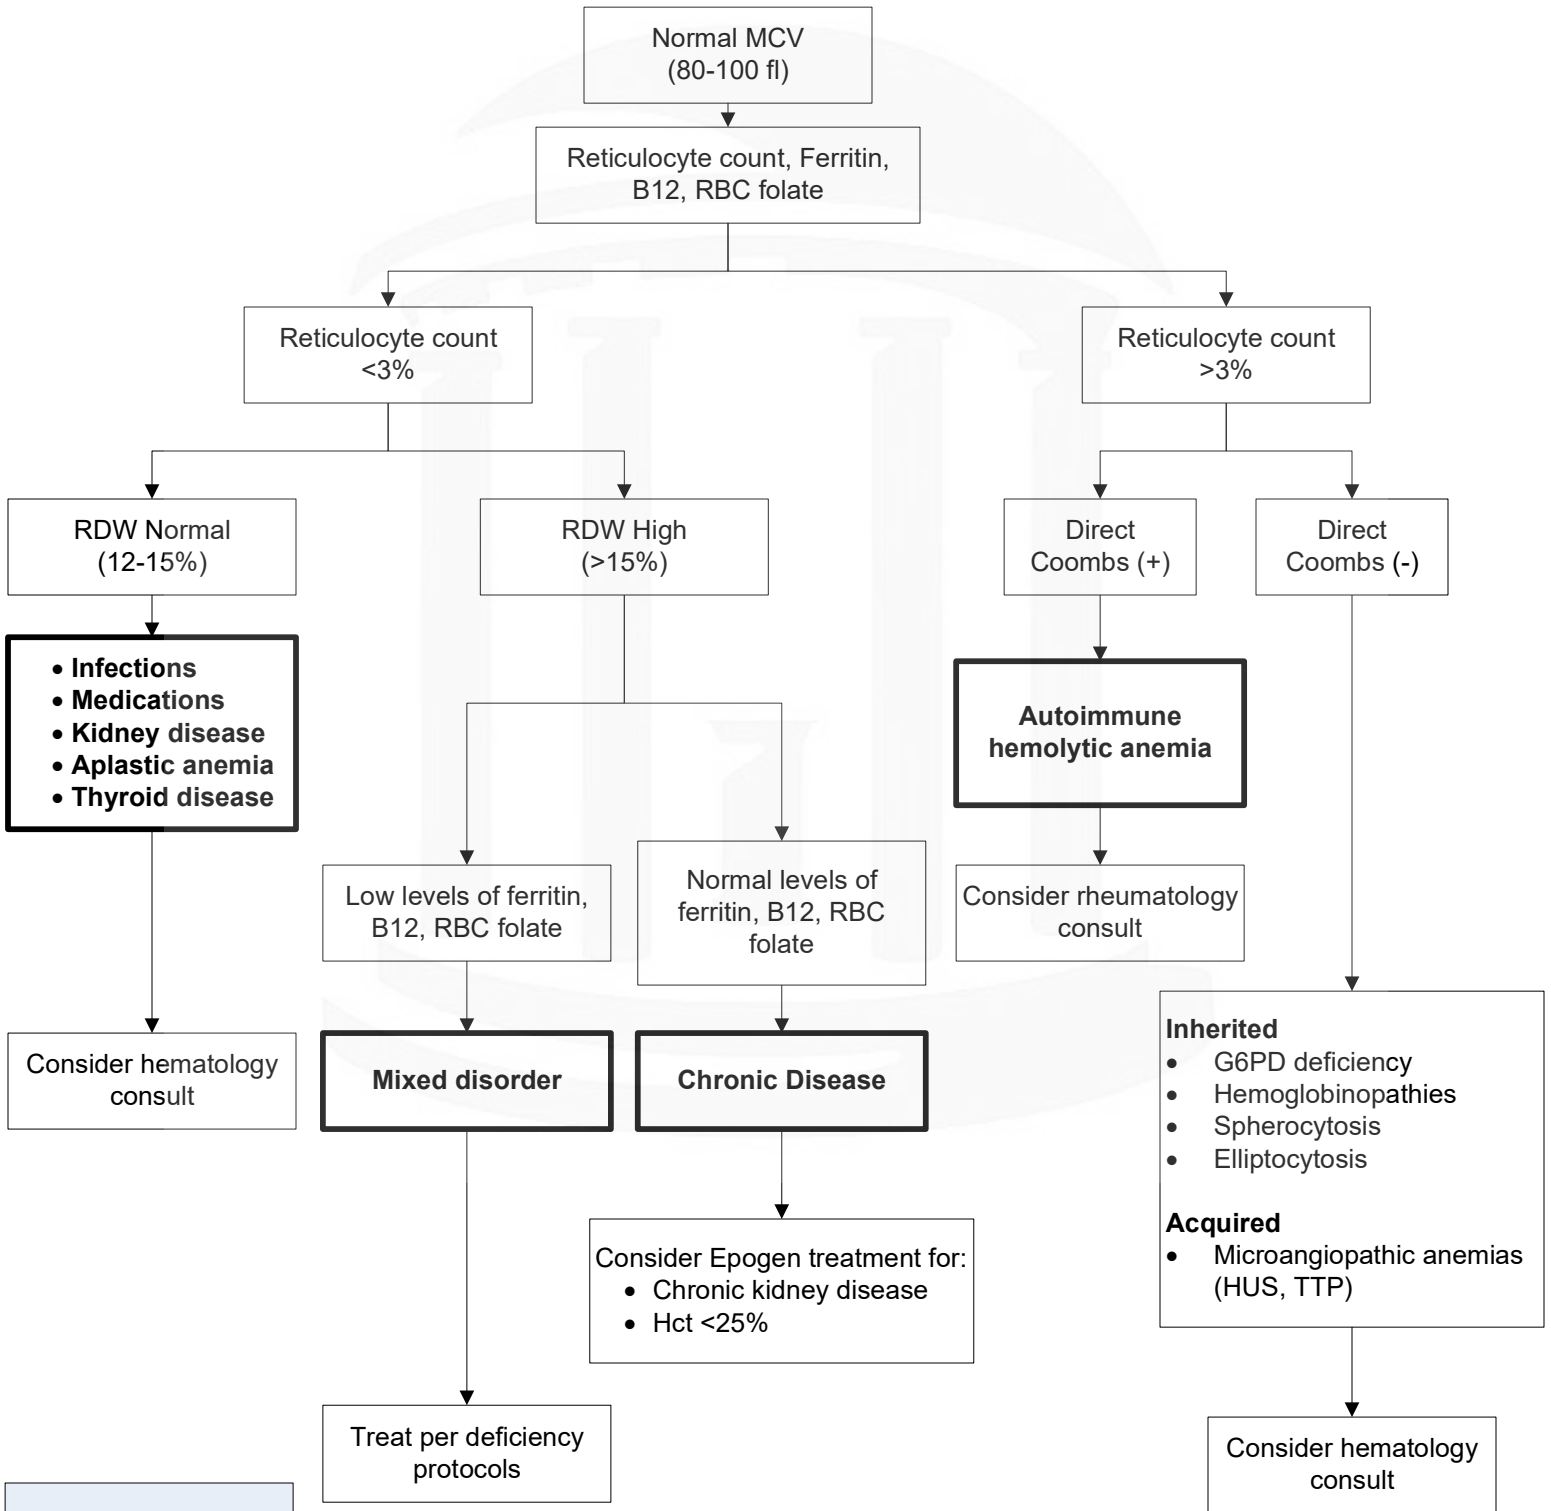 Normal MCV
(80-100 fl)
Reticulocyte count, Ferritin,
B12, RBC folate
Reticulocyte count
<3%
Reticulocyte count
>3%
RDW Normal
(12-15%)
RDW High
(>15%)
Direct
Coombs (+)
Direct
Coombs (-)
• Infections
• Medications
• Kidney disease
• Aplastic anemia
• Thyroid disease
Autoimmune
hemolytic anemia
Low levels of ferritin,
B12, RBC folate
Normal levels of
ferritin, B12, RBC
folate
Consider rheumatology
consult
Consider hematology
consult
Mixed disorder
Chronic Disease
Inherited
• G6PD deficiency
• Hemoglobinopathies
• Spherocytosis
• Elliptocytosis
Acquired
• Microangiopathic anemias
(HUS, TTP)
Consider Epogen treatment for:
• Chronic kidney disease
• Hct <25%
Treat per deficiency
protocols
Consider hematology
consult